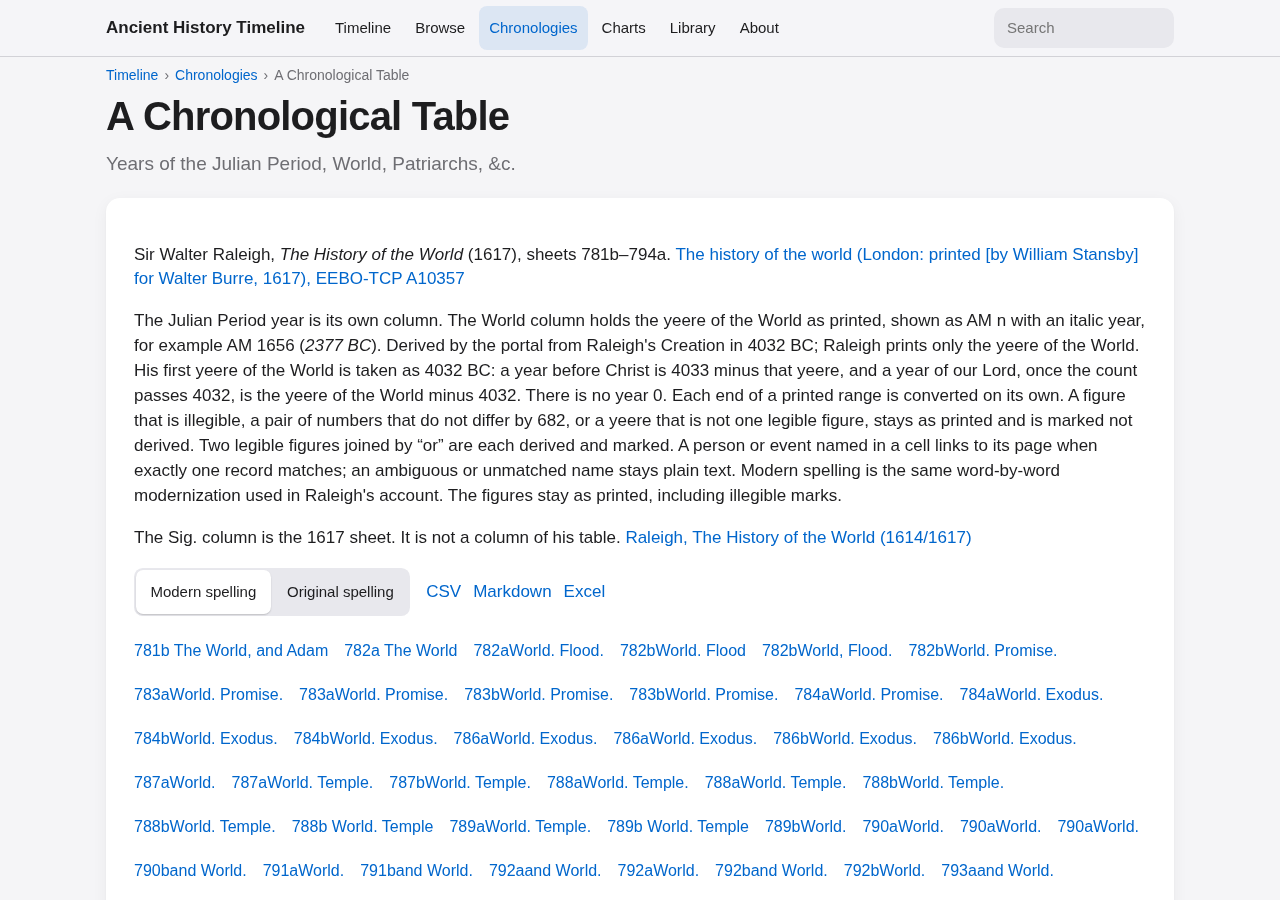 Ancient History Timeline Timeline Browse Chronologies Charts Library About Search
Timeline › Chronologies › A Chronological Table
A Chronological Table
Years of the Julian Period, World, Patriarchs, &c.
Sir Walter Raleigh, The History of the World (1617), sheets 781b–794a. The history of the world (London: printed [by William Stansby]
for Walter Burre, 1617), EEBO-TCP A10357
The Julian Period year is its own column. The World column holds the yeere of the World as printed, shown as AM n with an italic year,
for example AM 1656 (2377 BC). Derived by the portal from Raleigh's Creation in 4032 BC; Raleigh prints only the yeere of the World.
His first yeere of the World is taken as 4032 BC: a year before Christ is 4033 minus that yeere, and a year of our Lord, once the count
passes 4032, is the yeere of the World minus 4032. There is no year 0. Each end of a printed range is converted on its own. A figure
that is illegible, a pair of numbers that do not differ by 682, or a yeere that is not one legible figure, stays as printed and is marked not
derived. Two legible figures joined by “or” are each derived and marked. A person or event named in a cell links to its page when
exactly one record matches; an ambiguous or unmatched name stays plain text. Modern spelling is the same word-by-word
modernization used in Raleigh's account. The figures stay as printed, including illegible marks.
The Sig. column is the 1617 sheet. It is not a column of his table. Raleigh, The History of the World (1614/1617)
Modern spelling Original spelling CSV Markdown Excel
781b The World, and Adam 782a The World 782aWorld. Flood. 782bWorld. Flood 782bWorld, Flood. 782bWorld. Promise.
783aWorld. Promise. 783aWorld. Promise. 783bWorld. Promise. 783bWorld. Promise. 784aWorld. Promise. 784aWorld. Exodus.
784bWorld. Exodus. 784bWorld. Exodus. 786aWorld. Exodus. 786aWorld. Exodus. 786bWorld. Exodus. 786bWorld. Exodus.
787aWorld. 787aWorld. Temple. 787bWorld. Temple. 788aWorld. Temple. 788aWorld. Temple. 788bWorld. Temple.
788bWorld. Temple. 788b World. Temple 789aWorld. Temple. 789b World. Temple 789bWorld. 790aWorld. 790aWorld. 790aWorld.
790band World. 791aWorld. 791band World. 792aand World. 792aWorld. 792band World. 792bWorld. 793aand World.